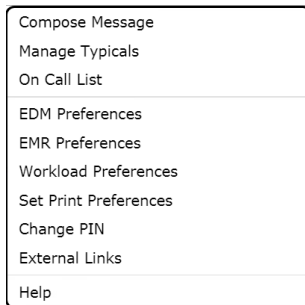 Compose Message
Manage Typicals
On Call List
EDM Preferences
EMR Preferences
Workload Preferences
Set Print Preferences
Change PIN
External Links
Help